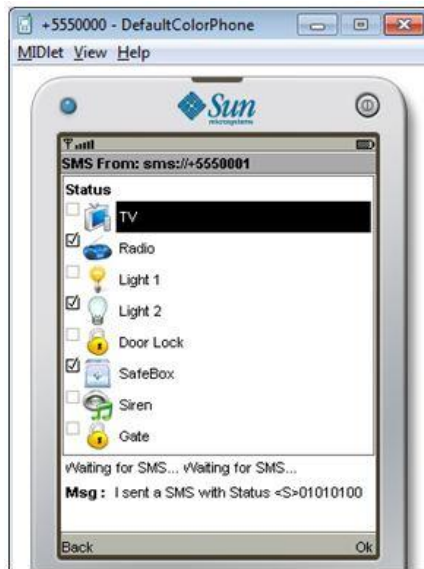 +5550000 - DefaultColorPhone
MIDlet View Help
Sun
microsystems
SMS From: sms://+5550001
Status
TV
Radio
Light 1
Light 2
Door Lock
SafeBox
Siren
Gate
Waiting for SMS... Waiting for SMS...
Msg : I sent a SMS with Status <S>01010100
Back Ok